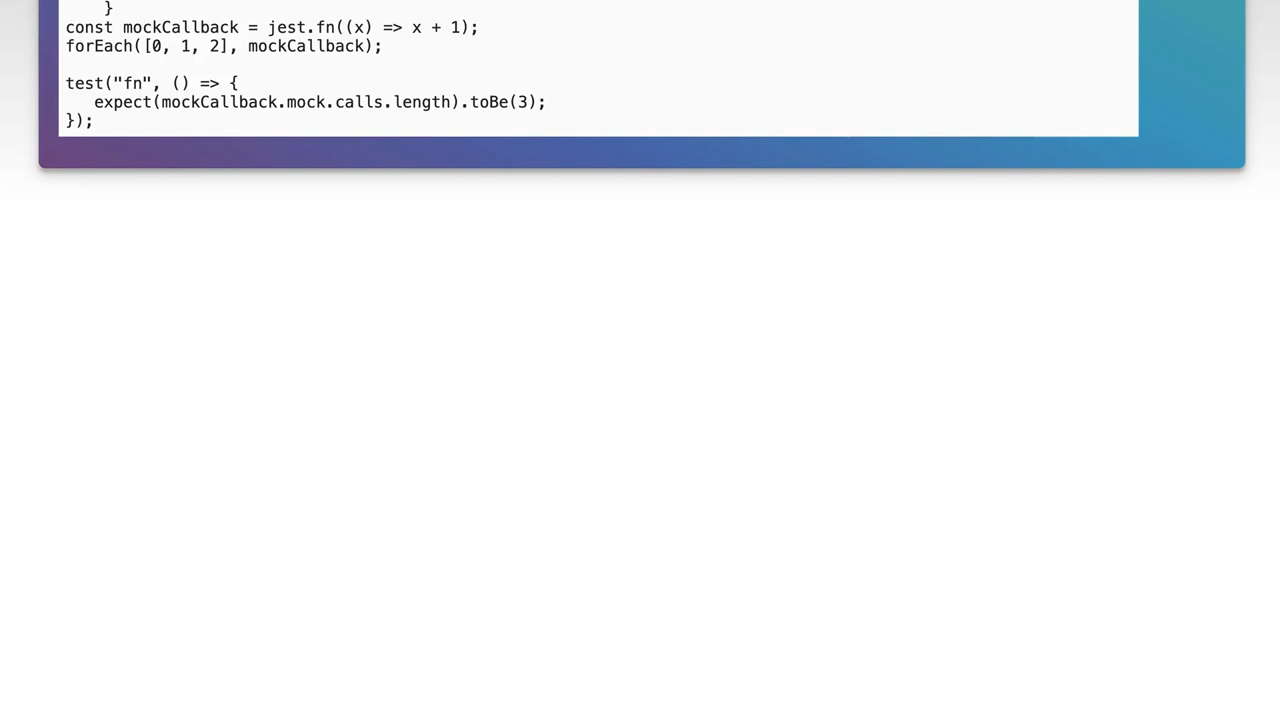 }
const mockCallback = jest.fn((x) => x + 1);
forEach([0, 1, 2], mockCallback);
test("fn", () => {
expect(mockCallback.mock.calls.length).toBe(3);
});